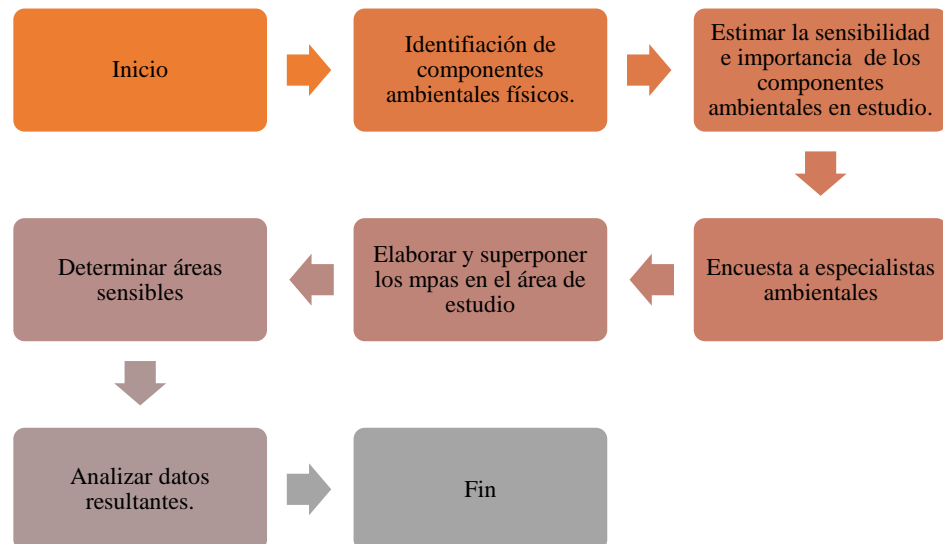 Inicio
Identifiación de
componentes
ambientales físicos.
Estimar la sensibilidad
e importancia de los
componentes
ambientales en estudio.
Encuesta a especialistas
ambientales
Elaborar y superponer
los mpas en el área de
estudio
Determinar áreas
sensibles
Analizar datos
resultantes.
Fin